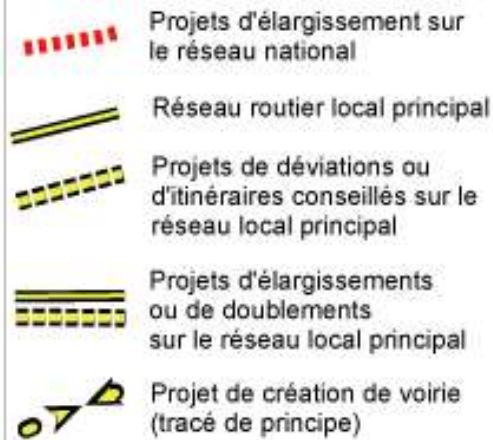 Projets d'élargissement sur
le réseau national
Réseau routier local principal
Projets de déviations ou
d'itinéraires conseillés sur le
réseau local principal
Projets d'élargissements
ou de doublements
sur le réseau local principal
Projet de création de voirie
(tracé de principe)